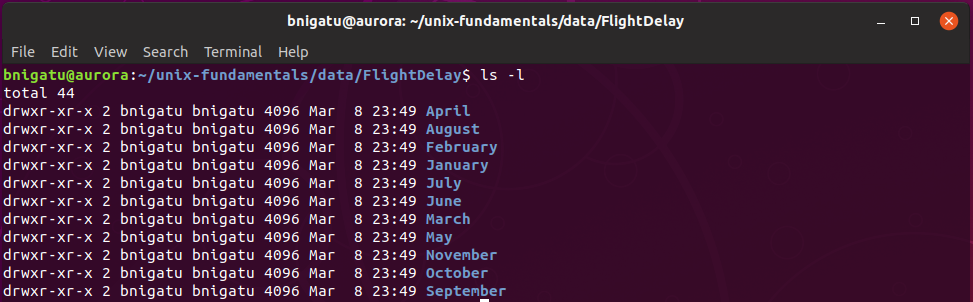 bnigatu@aurora: ~/unix-fundamentals/data/FlightDelay
File Edit View Search Terminal Help
bnigatu@aurora:~/unix-fundamentals/data/FlightDelay$ ls -l
total 44
drwxr-xr-x 2 bnigatu bnigatu 4096 Mar  8 23:49 April
drwxr-xr-x 2 bnigatu bnigatu 4096 Mar  8 23:49 August
drwxr-xr-x 2 bnigatu bnigatu 4096 Mar  8 23:49 February
drwxr-xr-x 2 bnigatu bnigatu 4096 Mar  8 23:49 January
drwxr-xr-x 2 bnigatu bnigatu 4096 Mar  8 23:49 July
drwxr-xr-x 2 bnigatu bnigatu 4096 Mar  8 23:49 June
drwxr-xr-x 2 bnigatu bnigatu 4096 Mar  8 23:49 March
drwxr-xr-x 2 bnigatu bnigatu 4096 Mar  8 23:49 May
drwxr-xr-x 2 bnigatu bnigatu 4096 Mar  8 23:49 November
drwxr-xr-x 2 bnigatu bnigatu 4096 Mar  8 23:49 October
drwxr-xr-x 2 bnigatu bnigatu 4096 Mar  8 23:49 September